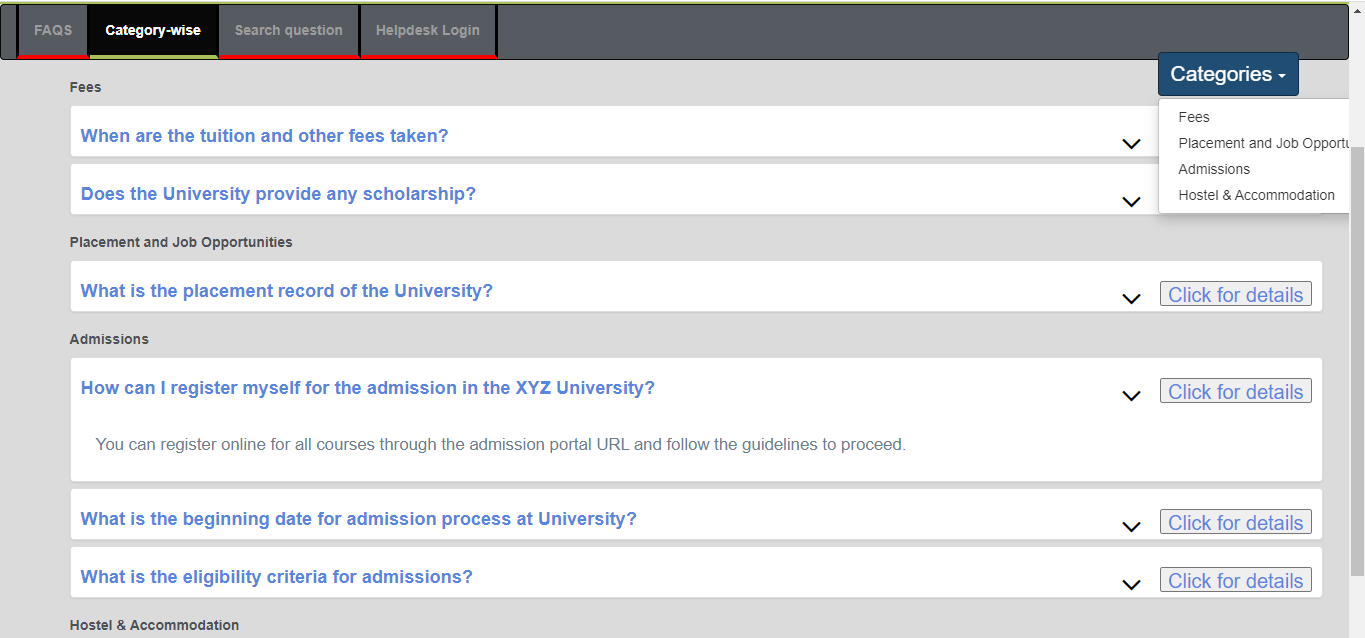 FAQS
Category-wise
Search question
Helpdesk Login
Categories
Fees
Placement and Job Opportu
Admissions
Hostel & Accommodation
Fees
When are the tuition and other fees taken?
Does the University provide any scholarship?
Placement and Job Opportunities
What is the placement record of the University?
Click for details
Admissions
How can I register myself for the admission in the XYZ University?
Click for details
You can register online for all courses through the admission portal URL and follow the guidelines to proceed.
What is the beginning date for admission process at University?
Click for details
What is the eligibility criteria for admissions?
Click for details
Hostel & Accommodation